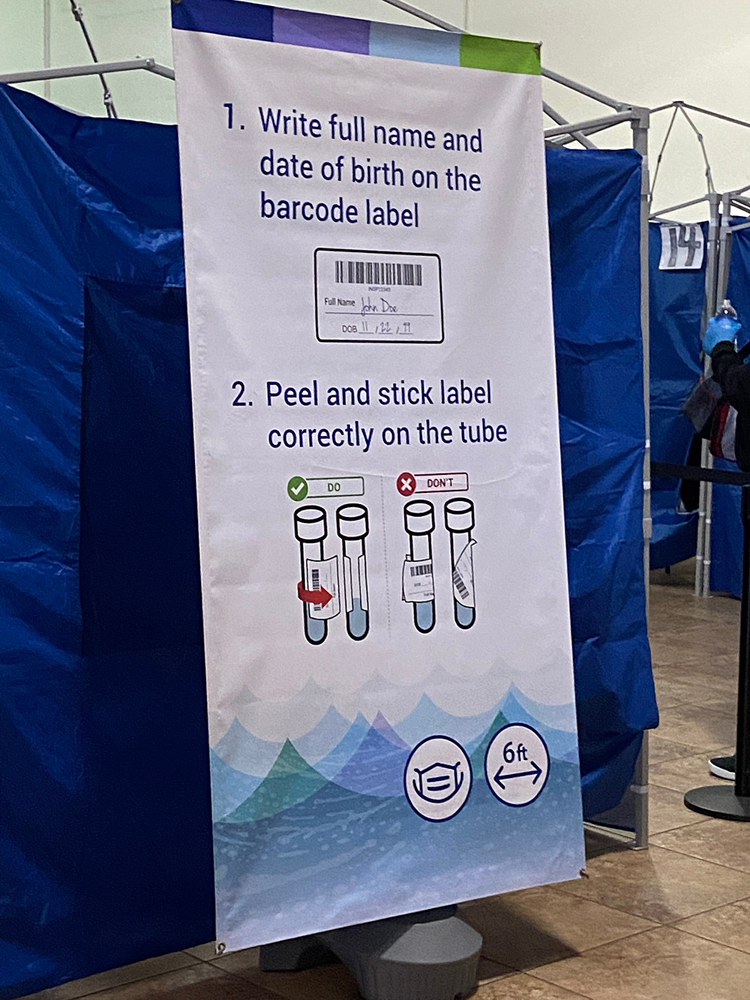 1. Write full name and
date of birth on the
barcode label
Full Name John Doe
DOB 11 / 22 / 99
2. Peel and stick label
correctly on the tube
DO
DON'T
6ft
14